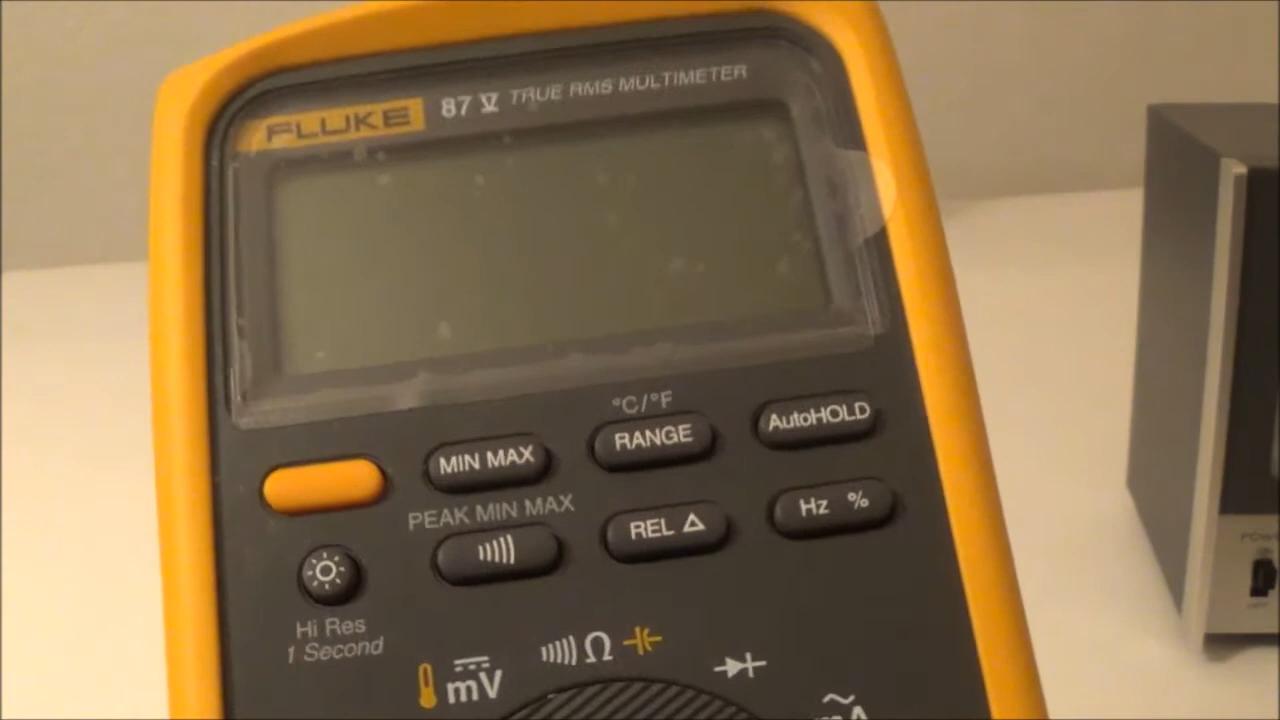 FLUKE 87 V TRUE RMS MULTIMETER
°C/°F
MIN MAX RANGE AutoHOLD
PEAK MIN MAX REL Δ Hz %
Hi Res
1 Second
Ω
mV